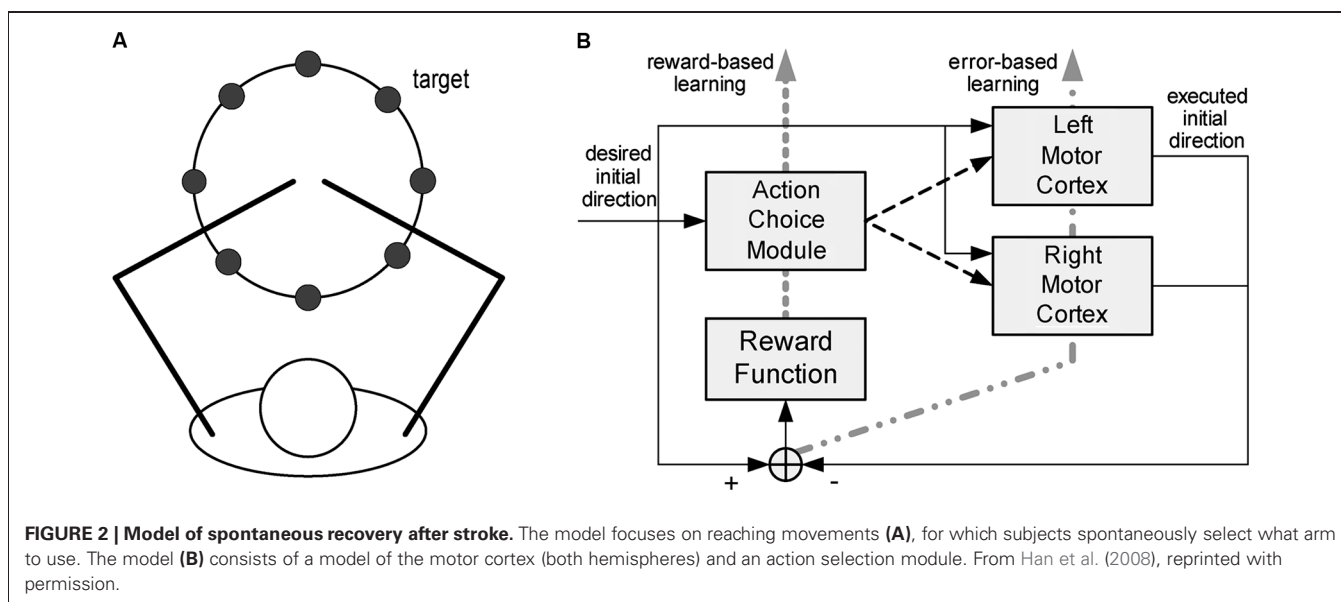 A
target
B
reward-based
learning
error-based
learning
executed
initial
direction
desired
initial
direction
Action
Choice
Module
Left
Motor
Cortex
Right
Motor
Cortex
Reward
Function
+
-
FIGURE 2 | Model of spontaneous recovery after stroke. The model focuses on reaching movements (A), for which subjects spontaneously select what arm
to use. The model (B) consists of a model of the motor cortex (both hemispheres) and an action selection module. From Han et al. (2008), reprinted with
permission.